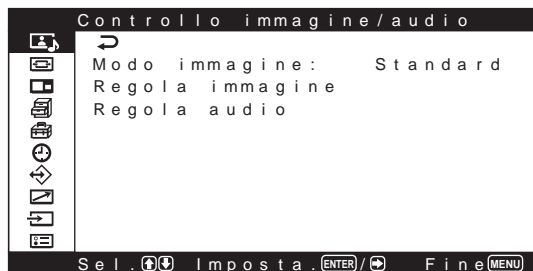 Controllo immagine/audio
Modo immagine: Standard
Regola immagine
Regola audio
Sel. Imposta. ENTER / Fine MENU